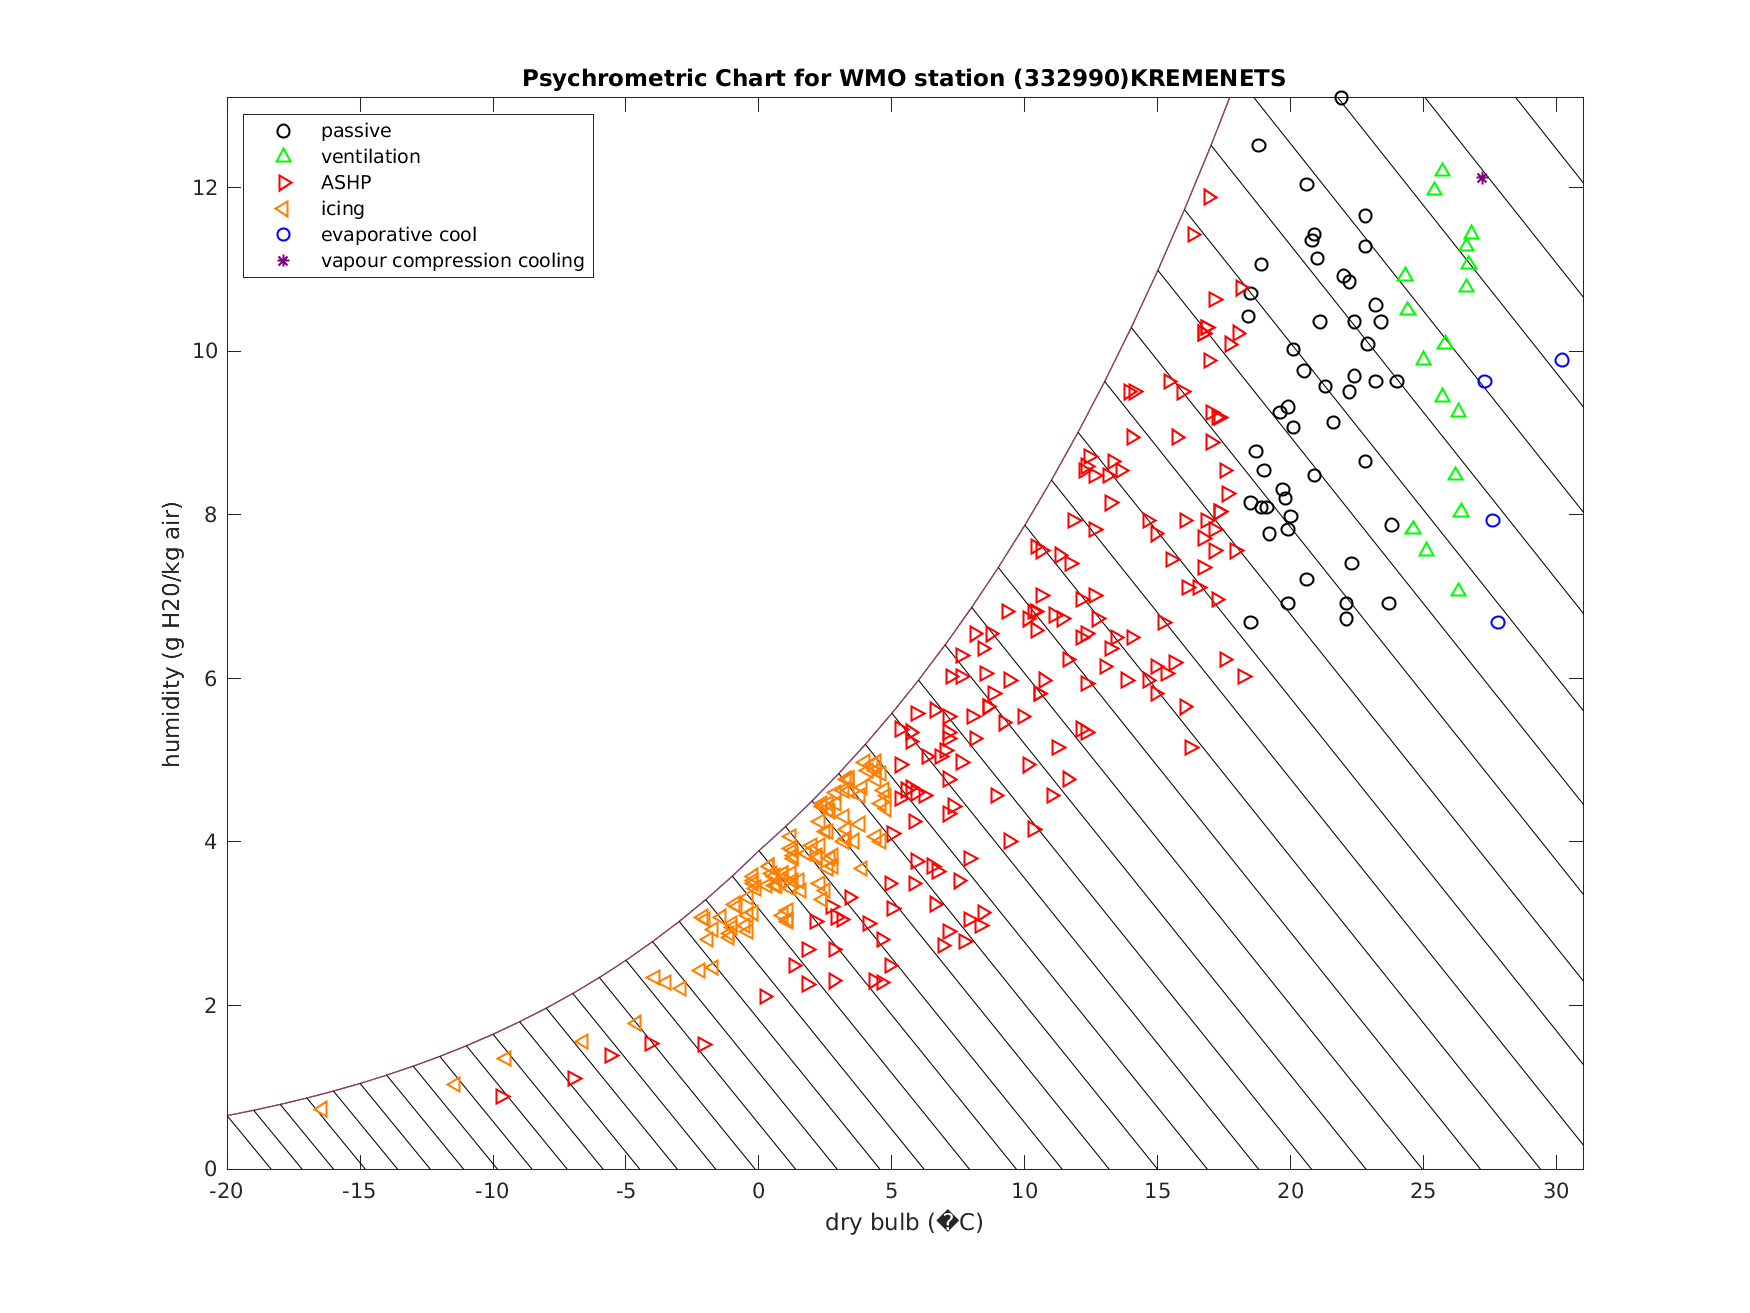 Psychrometric Chart for WMO station (332990)KREMENETS
passive
ventilation
ASHP
icing
evaporative cool
vapour compression cooling
humidity (g H20/kg air)
12
10
8
6
4
2
0
-20 -15 -10 -5 0 5 10 15 20 25 30
dry bulb (�C)